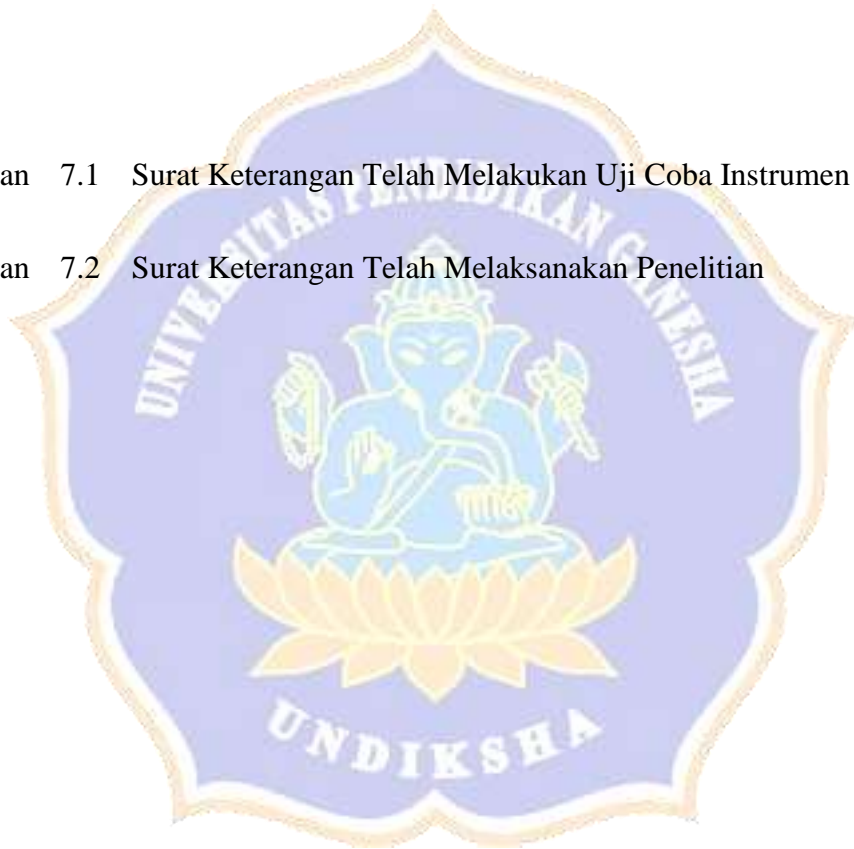 an 7.1 Surat Keterangan Telah Melakukan Uji Coba Instrumen
an 7.2 Surat Keterangan Telah Melaksanakan Penelitian
UNIVERSITAS PENDIDIKAN GANESHA
UNDIKSHA